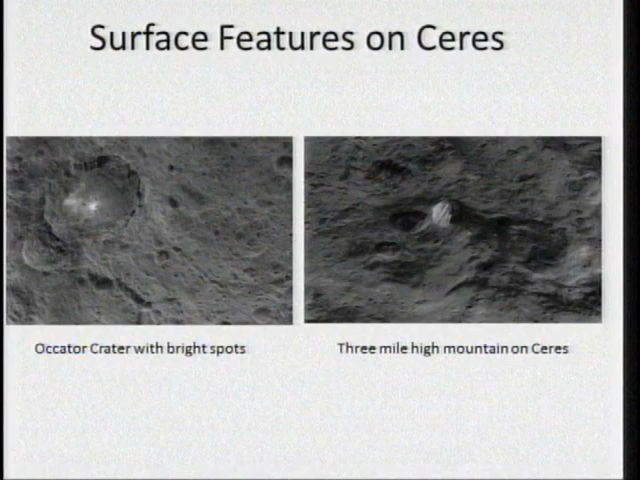 Surface Features on Ceres
Occator Crater with bright spots
Three mile high mountain on Ceres